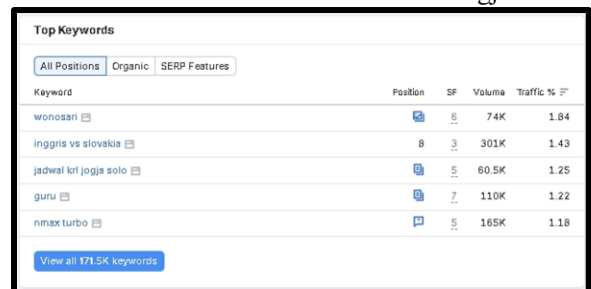 Top Keywords
All Positions Organic SERP Features
Keyword Position SF Volume Traffic %
wonosari 6 74K 1.84
inggris vs slovakia 8 3 301K 1.43
jadwal krl jogja solo 5 60.5K 1.25
guru 7 110K 1.22
nmax turbo 5 165K 1.18
View all 171.5K keywords